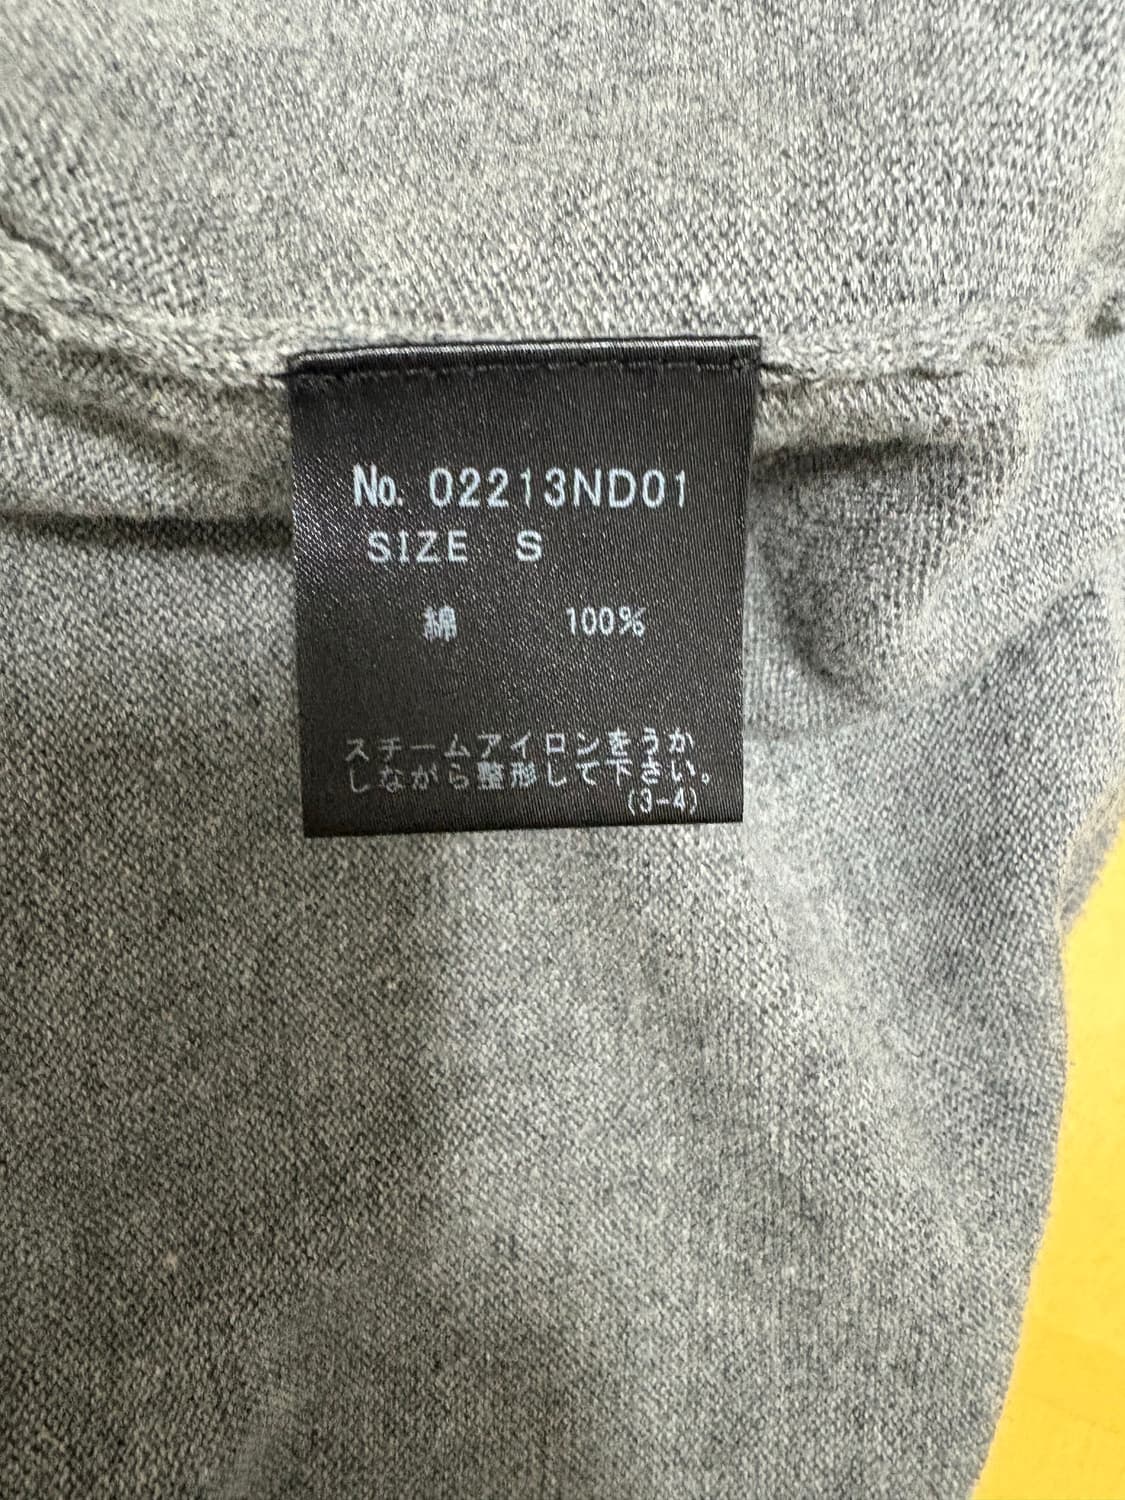 No. 02213ND01
SIZE S
綿 100%
スチームアイロンをうか
しながら整形して下さい。
(3-4)